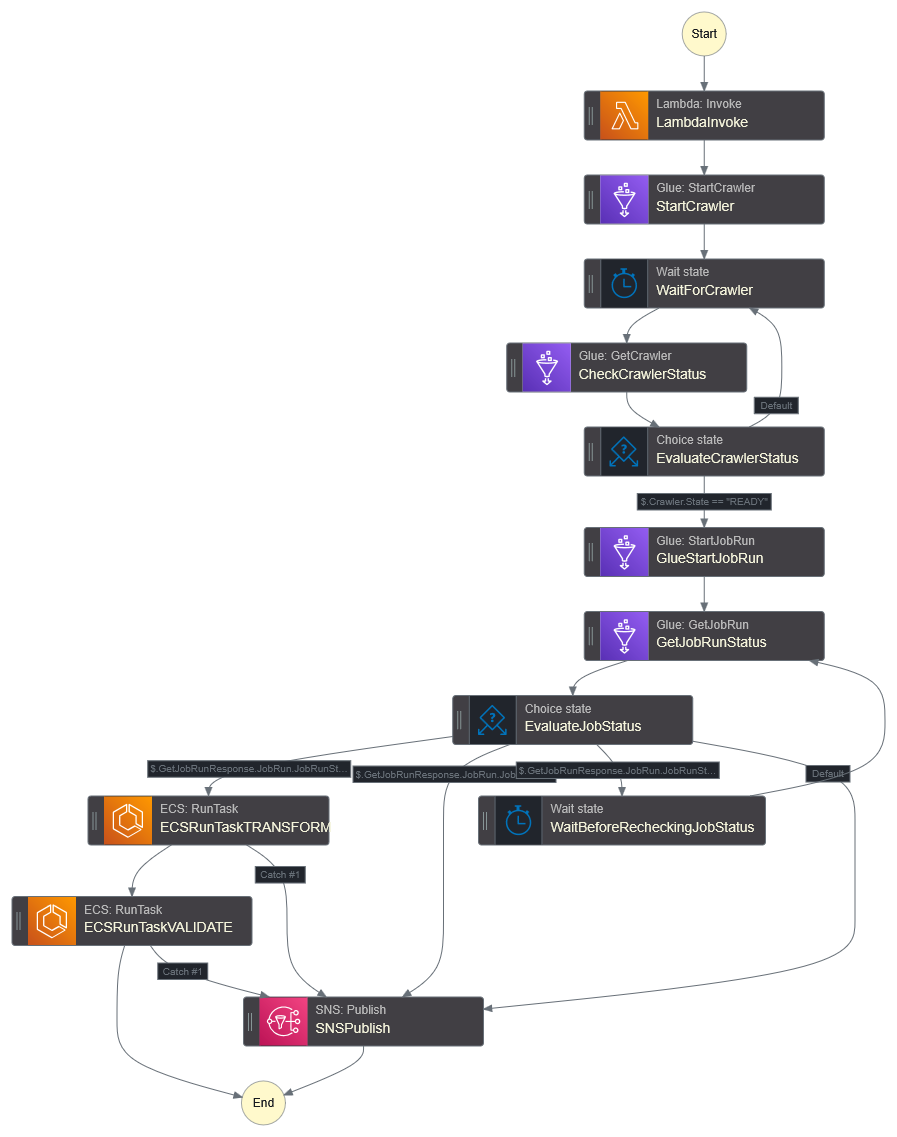 Start
Lambda: Invoke
LambdaInvoke
Glue: StartCrawler
StartCrawler
Wait state
WaitForCrawler
Glue: GetCrawler
CheckCrawlerStatus
Default
Choice state
EvaluateCrawlerStatus
$.Crawler.State == "READY"
Glue: StartJobRun
GlueStartJobRun
Glue: GetJobRun
GetJobRunStatus
Choice state
EvaluateJobStatus
$.GetJobRunResponse.JobRun.JobRunSt...
$.GetJobRunResponse.JobRun.Job
$.GetJobRunResponse.JobRun.JobRunSt...
Default
ECS: RunTask
ECSRunTaskTRANSFORM
Wait state
WaitBeforeRecheckingJobStatus
Catch #1
ECS: RunTask
ECSRunTaskVALIDATE
Catch #1
SNS: Publish
SNSPublish
End